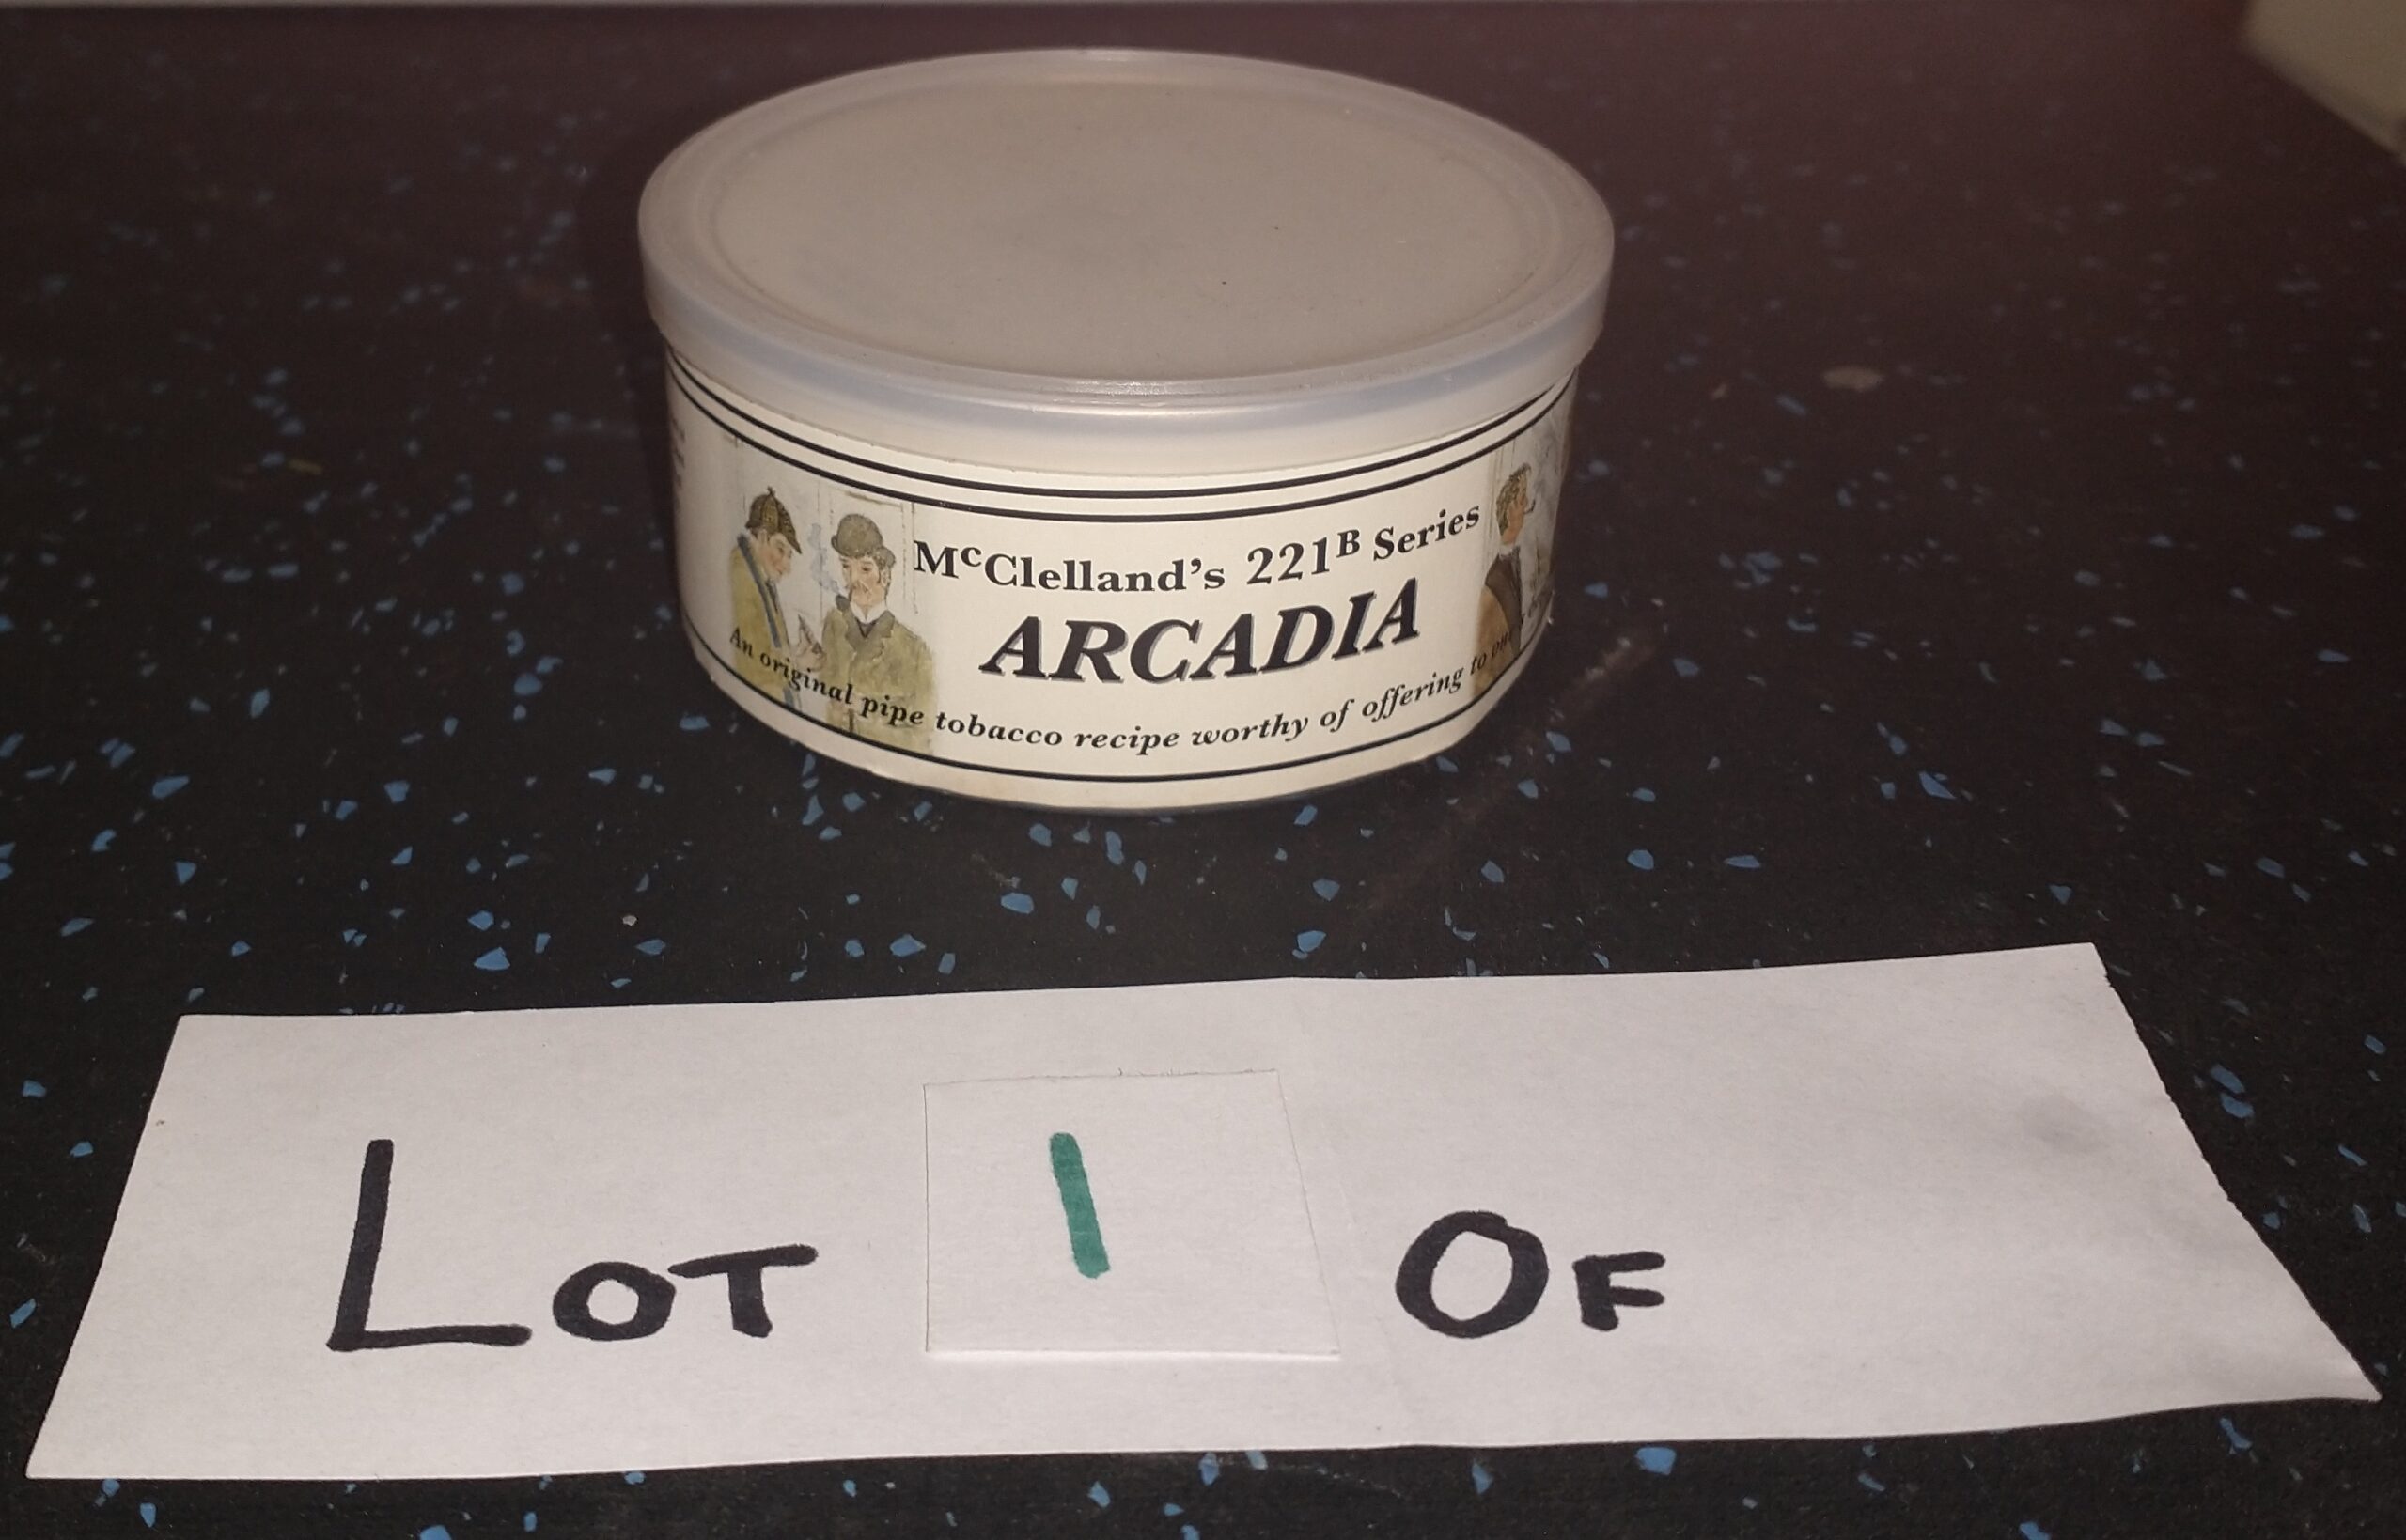 McClelland's 221B Series
ARCADIA
An original pipe tobacco recipe worthy of offering to
LOT 1 OF